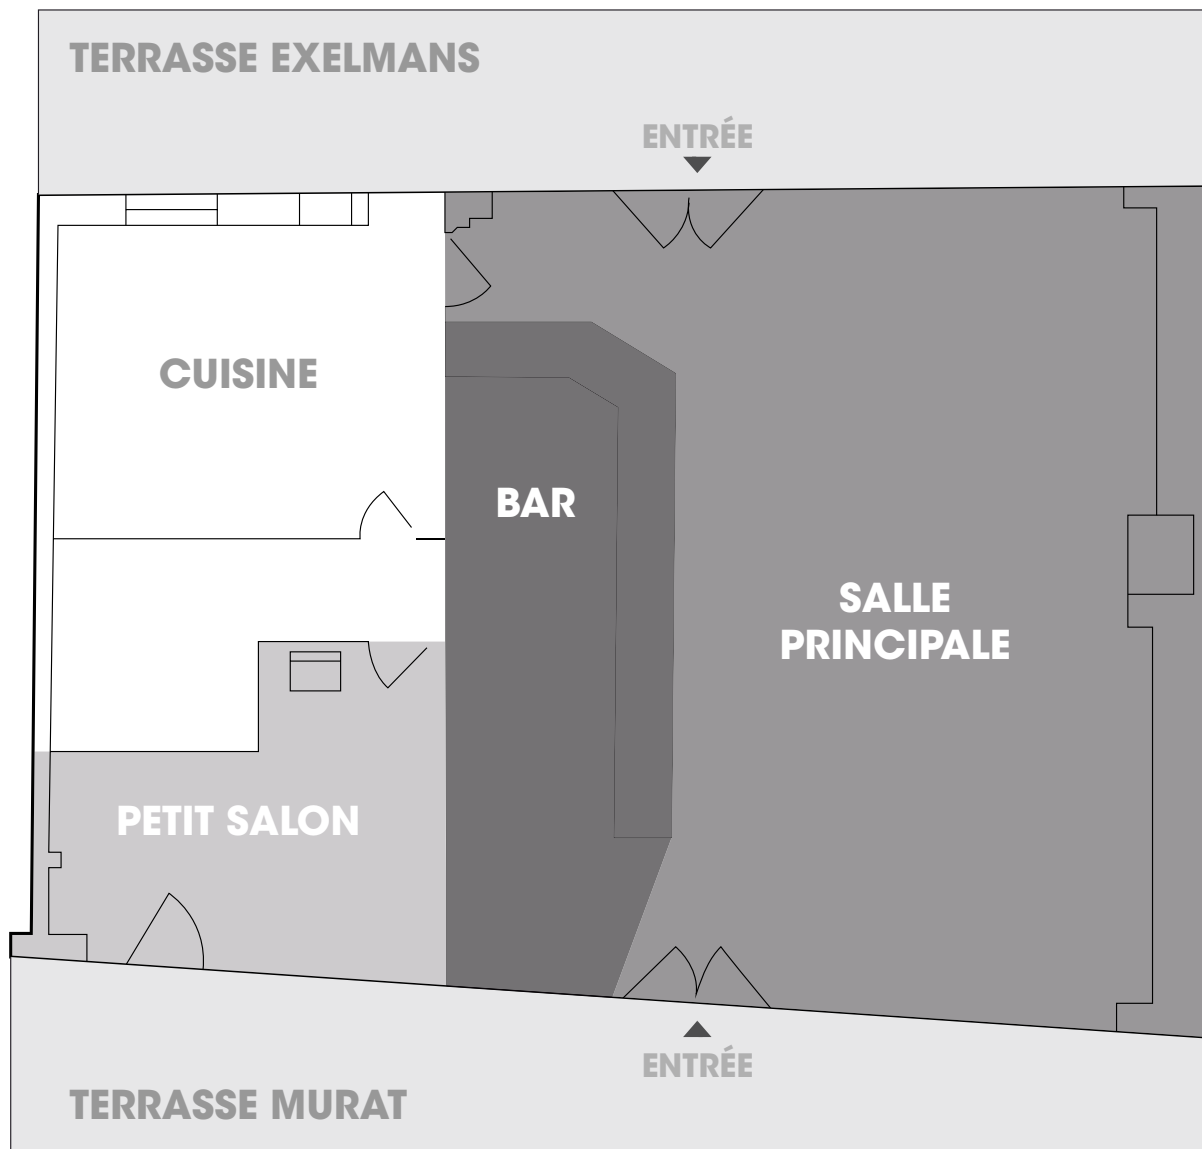 TERRASSE EXELMANS
ENTRÉE
CUISINE
BAR
SALLE
PRINCIPALE
PETIT SALON
ENTRÉE
TERRASSE MURAT